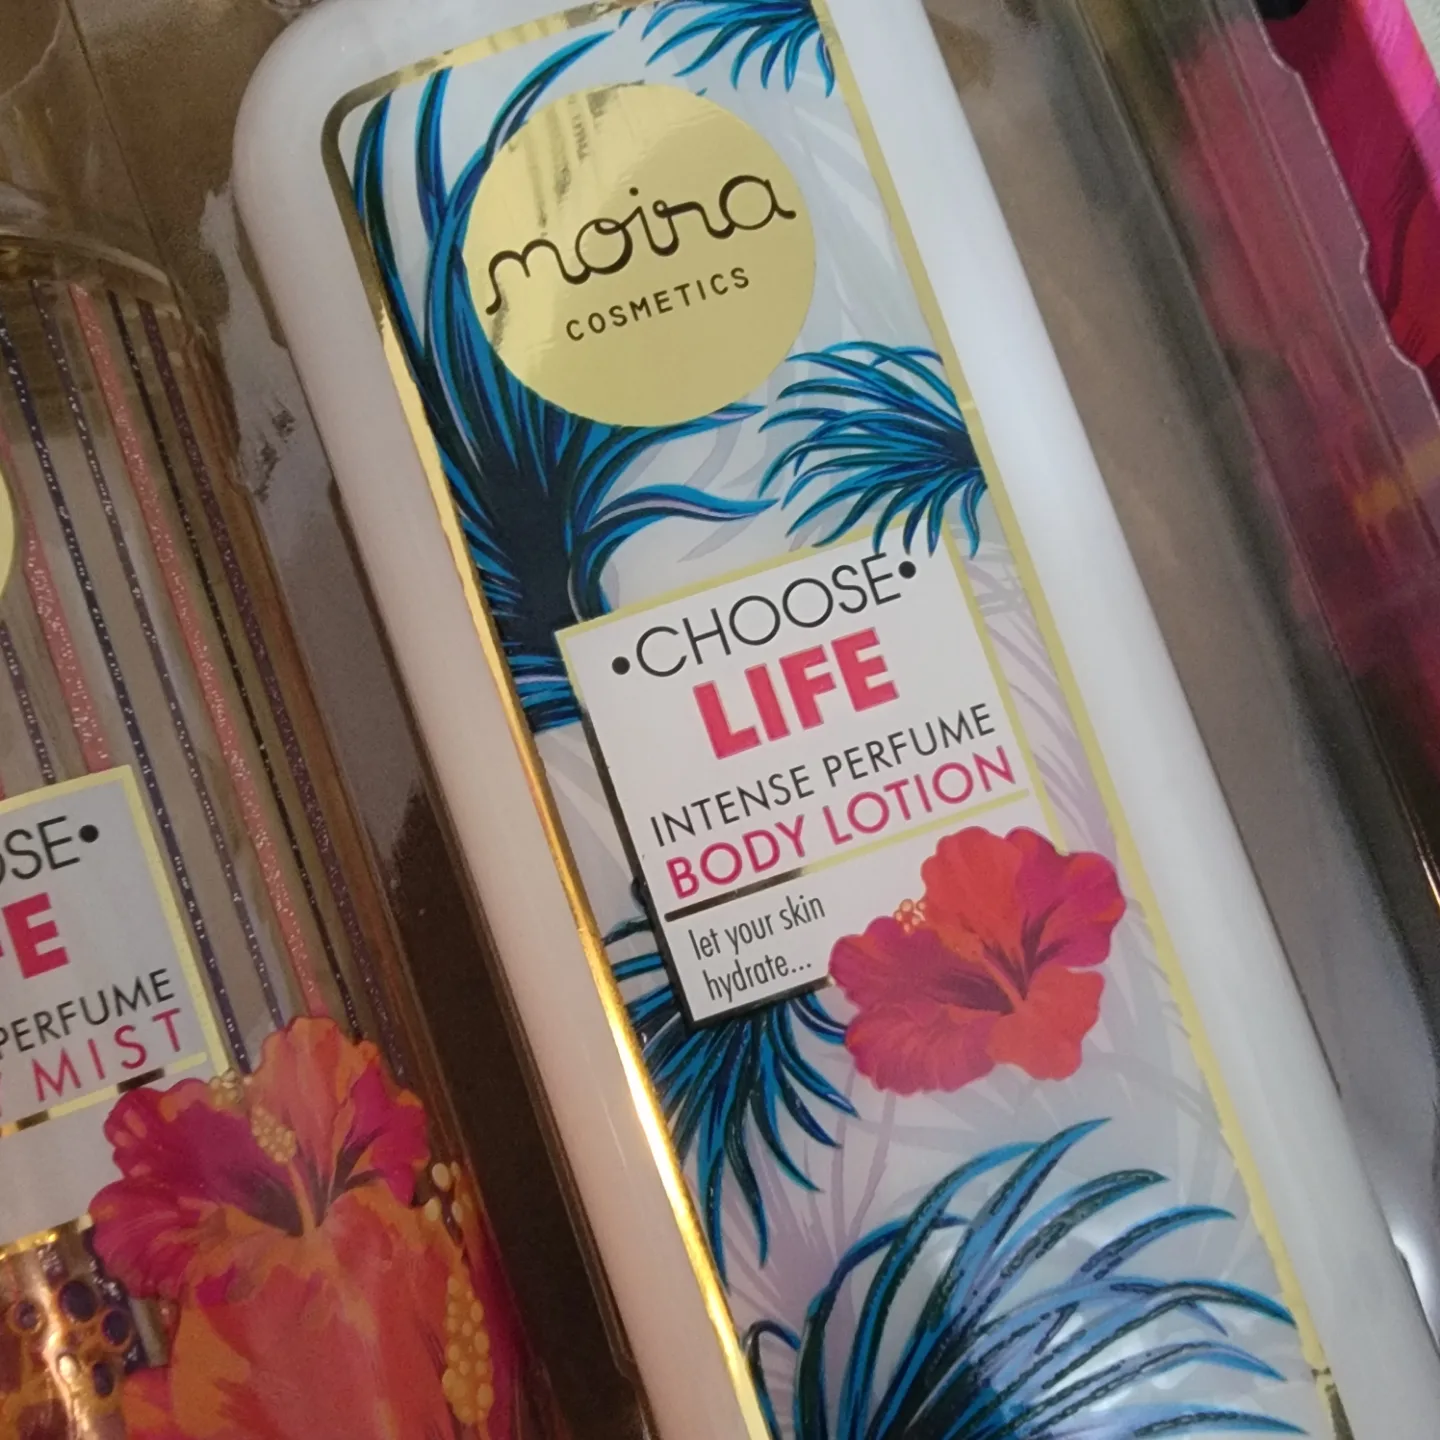 moira
COSMETICS
•CHOOSE•
LIFE
INTENSE PERFUME
BODY LOTION
let your skin
hydrate...
OSE•
FE
PERFUME
Y MIST